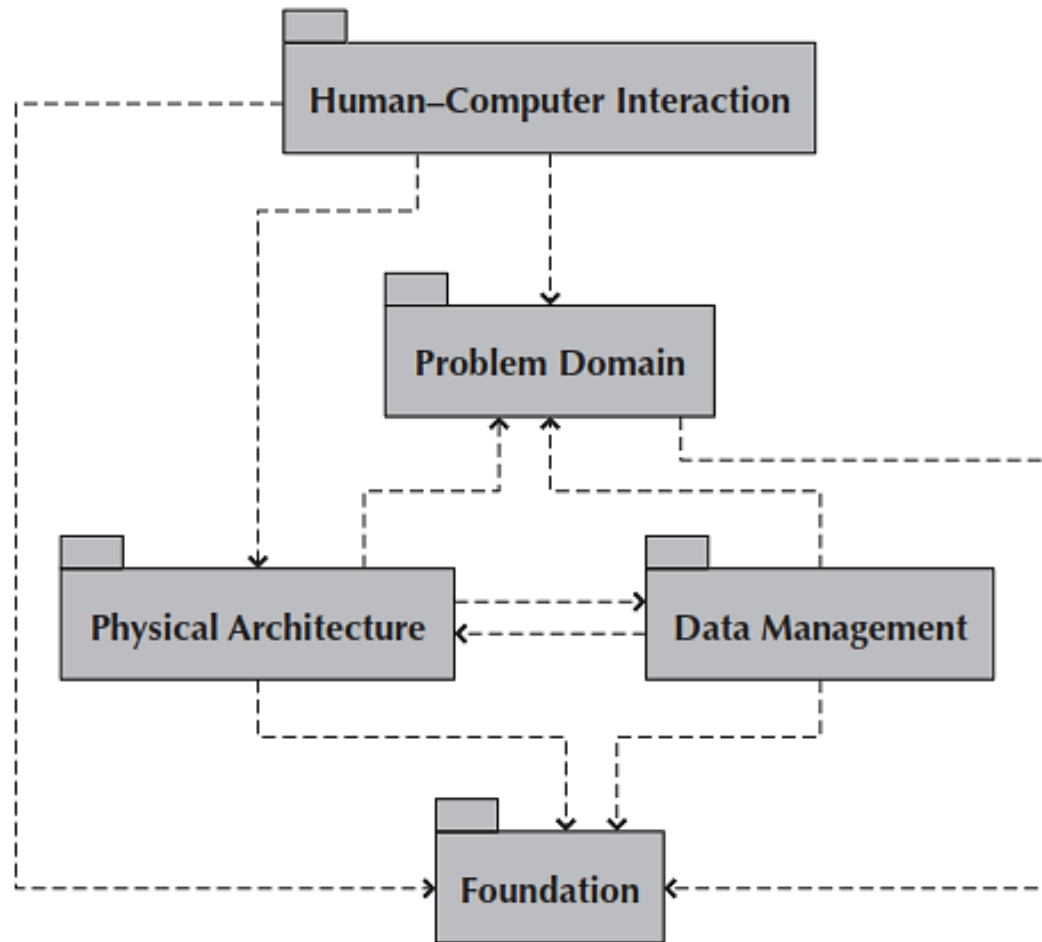 Human–Computer Interaction
Problem Domain
Physical Architecture
Data Management
Foundation